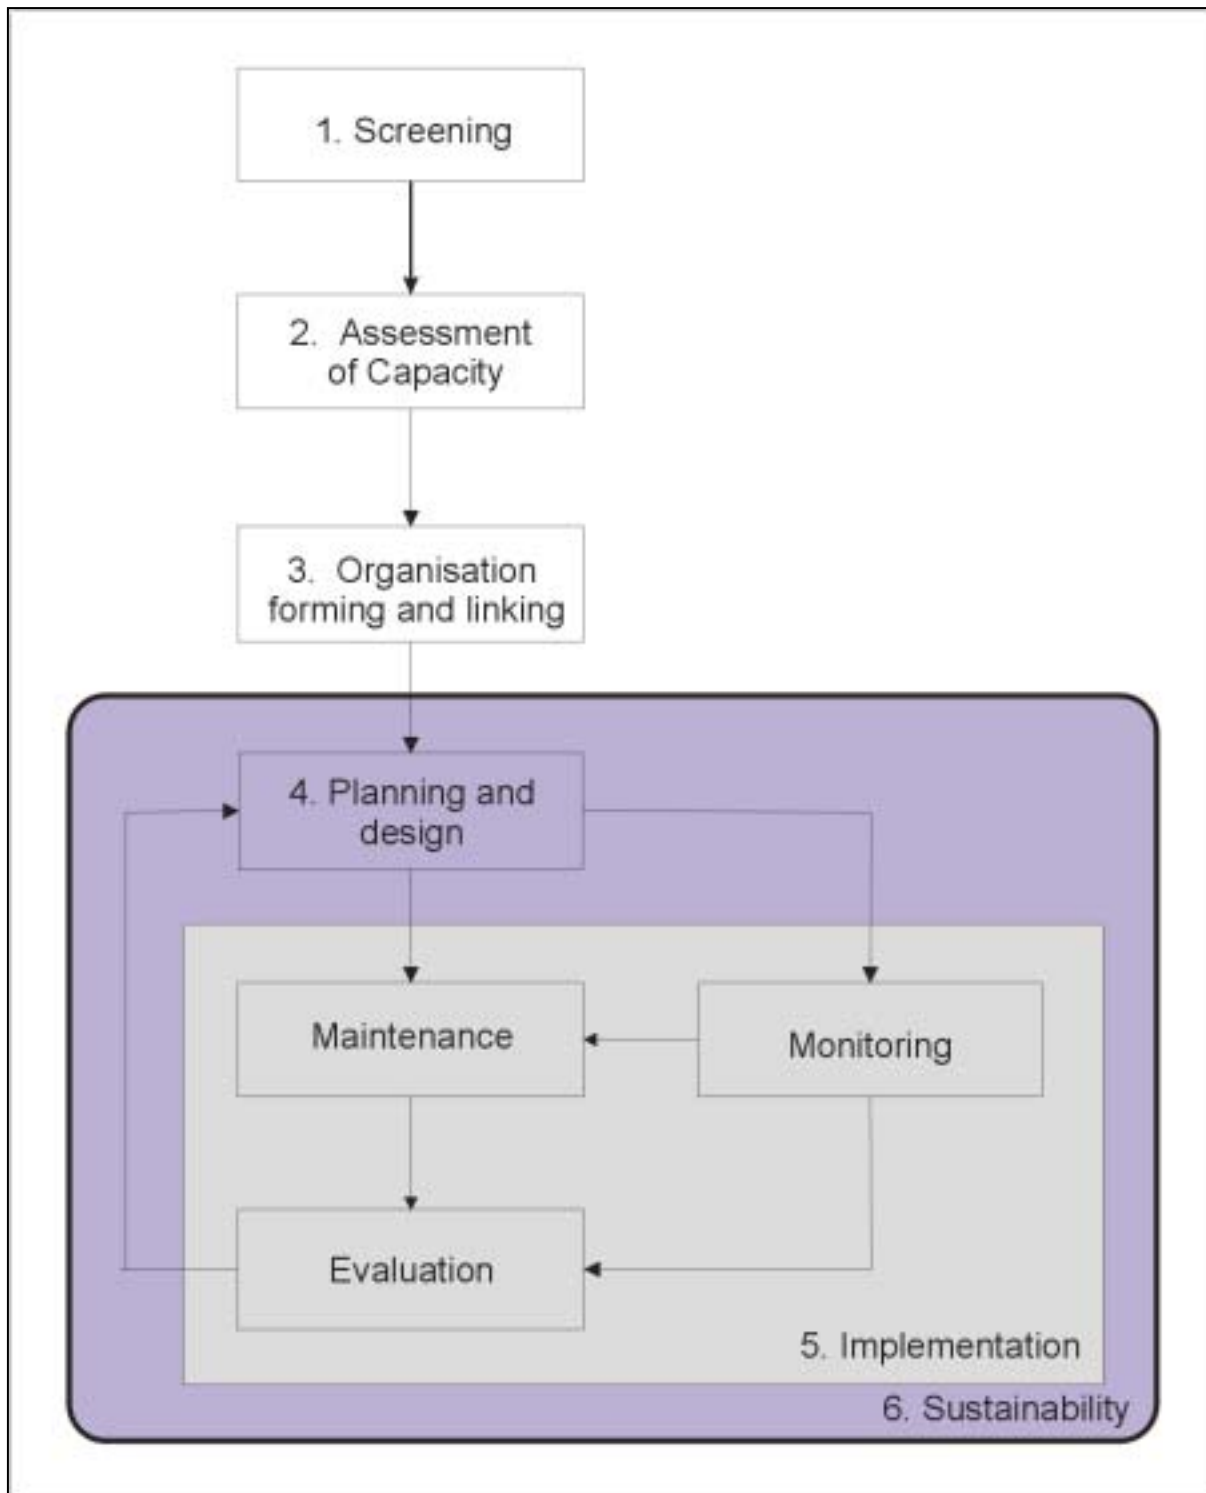 1. Screening
2. Assessment
of Capacity
3. Organisation
forming and linking
4. Planning and
design
Maintenance
Monitoring
Evaluation
5. Implementation
6. Sustainability